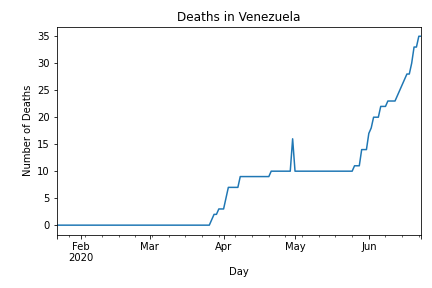 Deaths in Venezuela
Number of Deaths
35
30
25
20
15
10
5
0
Feb
2020
Mar
Apr
May
Jun
Day